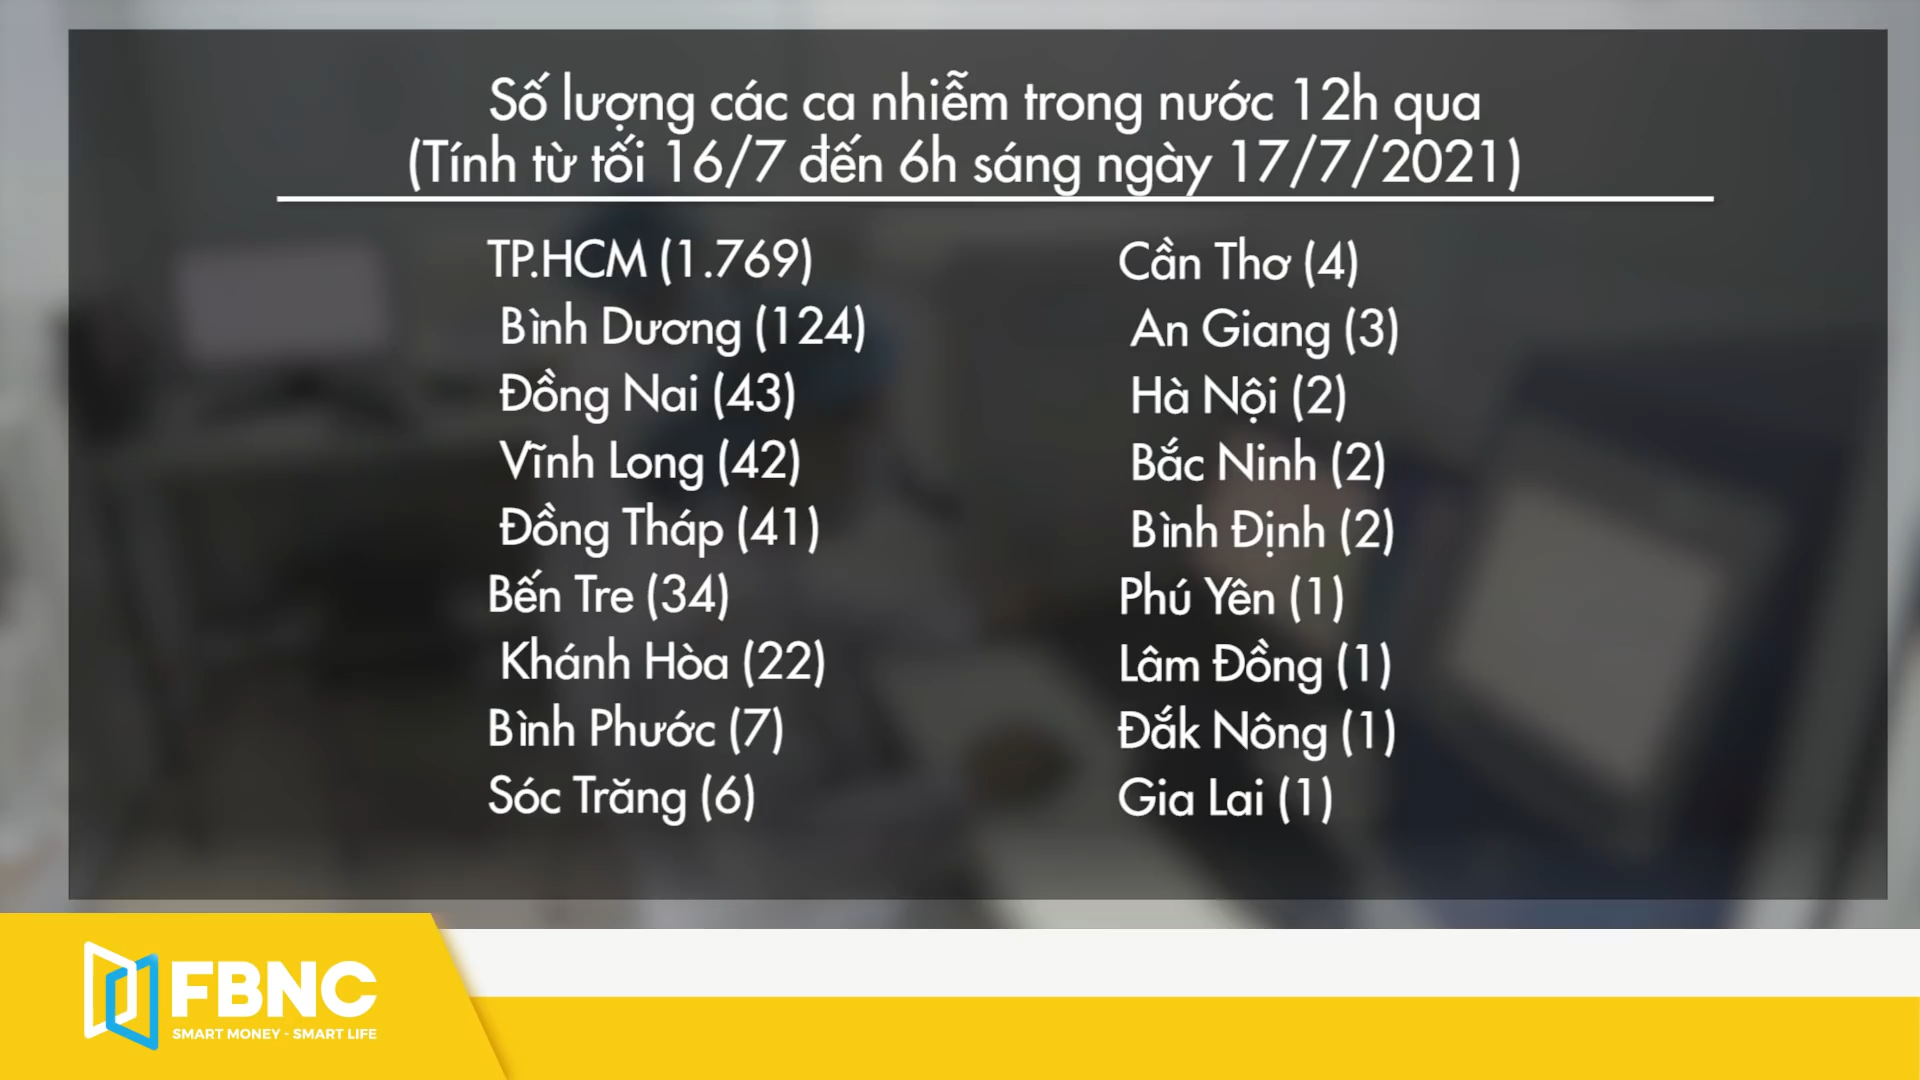 Số lượng các ca nhiễm trong nước 12h qua
(Tính từ tối 16/7 đến 6h sáng ngày 17/7/2021)
TP.HCM (1.769)
Bình Dương (124)
Đồng Nai (43)
Vĩnh Long (42)
Đồng Tháp (41)
Bến Tre (34)
Khánh Hòa (22)
Bình Phước (7)
Sóc Trăng (6)
Cần Thơ (4)
An Giang (3)
Hà Nội (2)
Bắc Ninh (2)
Bình Định (2)
Phú Yên (1)
Lâm Đồng (1)
Đắk Nông (1)
Gia Lai (1)
FBNC
SMART MONEY - SMART LIFE